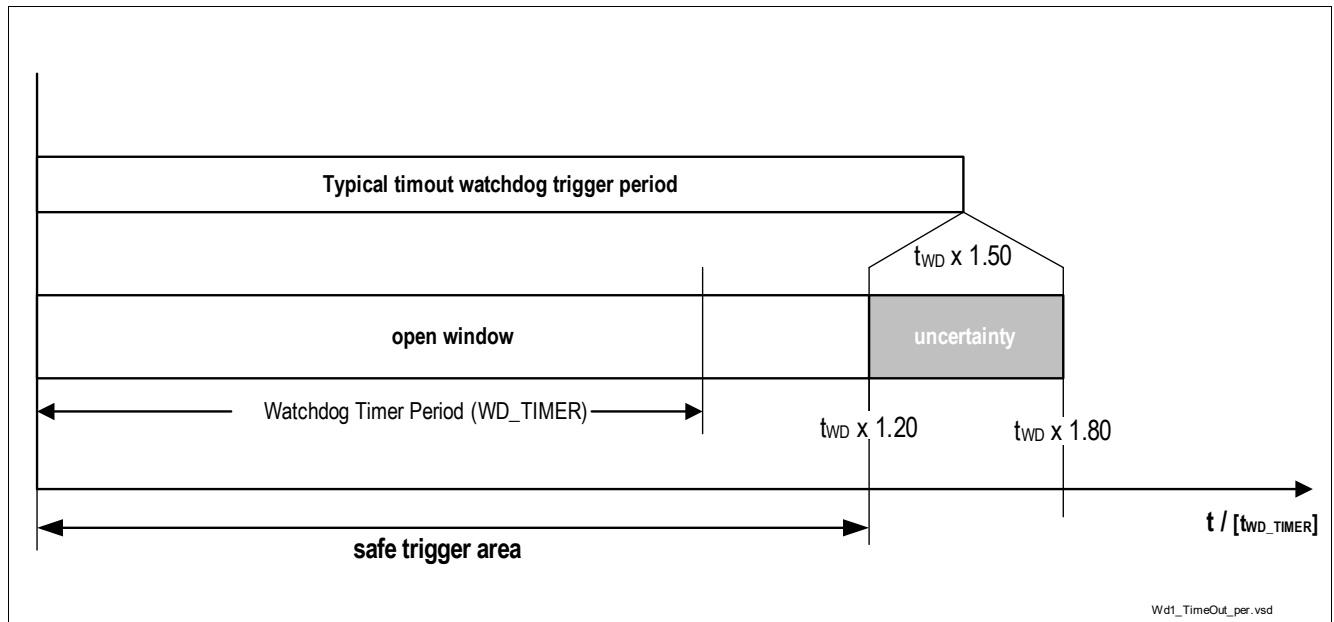 Typical timout watchdog trigger period
tWD x 1.50
open window
uncertainty
Watchdog Timer Period (WD_TIMER)
tWD x 1.20
tWD x 1.80
t / [tWD_TIMER]
safe trigger area
Wd1_TimeOut_per.vsd